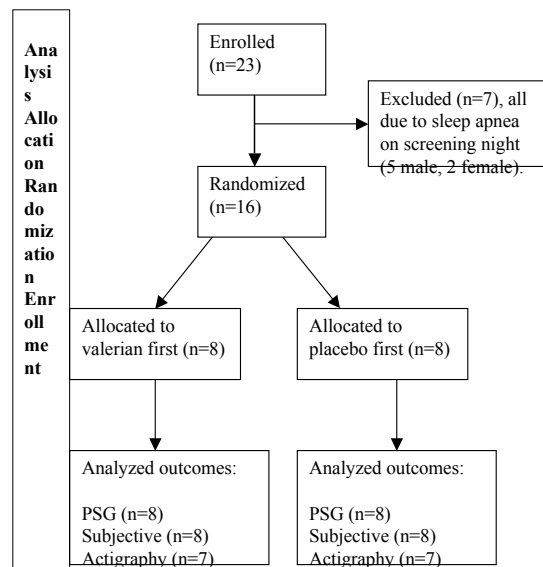 Ana
lysi
s
Allo
cati
on
Ran
do
miz
atio
n
Enr
oll
me
nt
Enrolled
(n=23)
Excluded (n=7), all
due to sleep apnea
on screening night
(5 male, 2 female).
Randomized
(n=16)
Allocated to
valerian first (n=8)
Allocated to
placebo first (n=8)
Analyzed outcomes:
PSG (n=8)
Subjective (n=8)
Actigraphy (n=7)
Analyzed outcomes:
PSG (n=8)
Subjective (n=8)
Actigraphy (n=7)